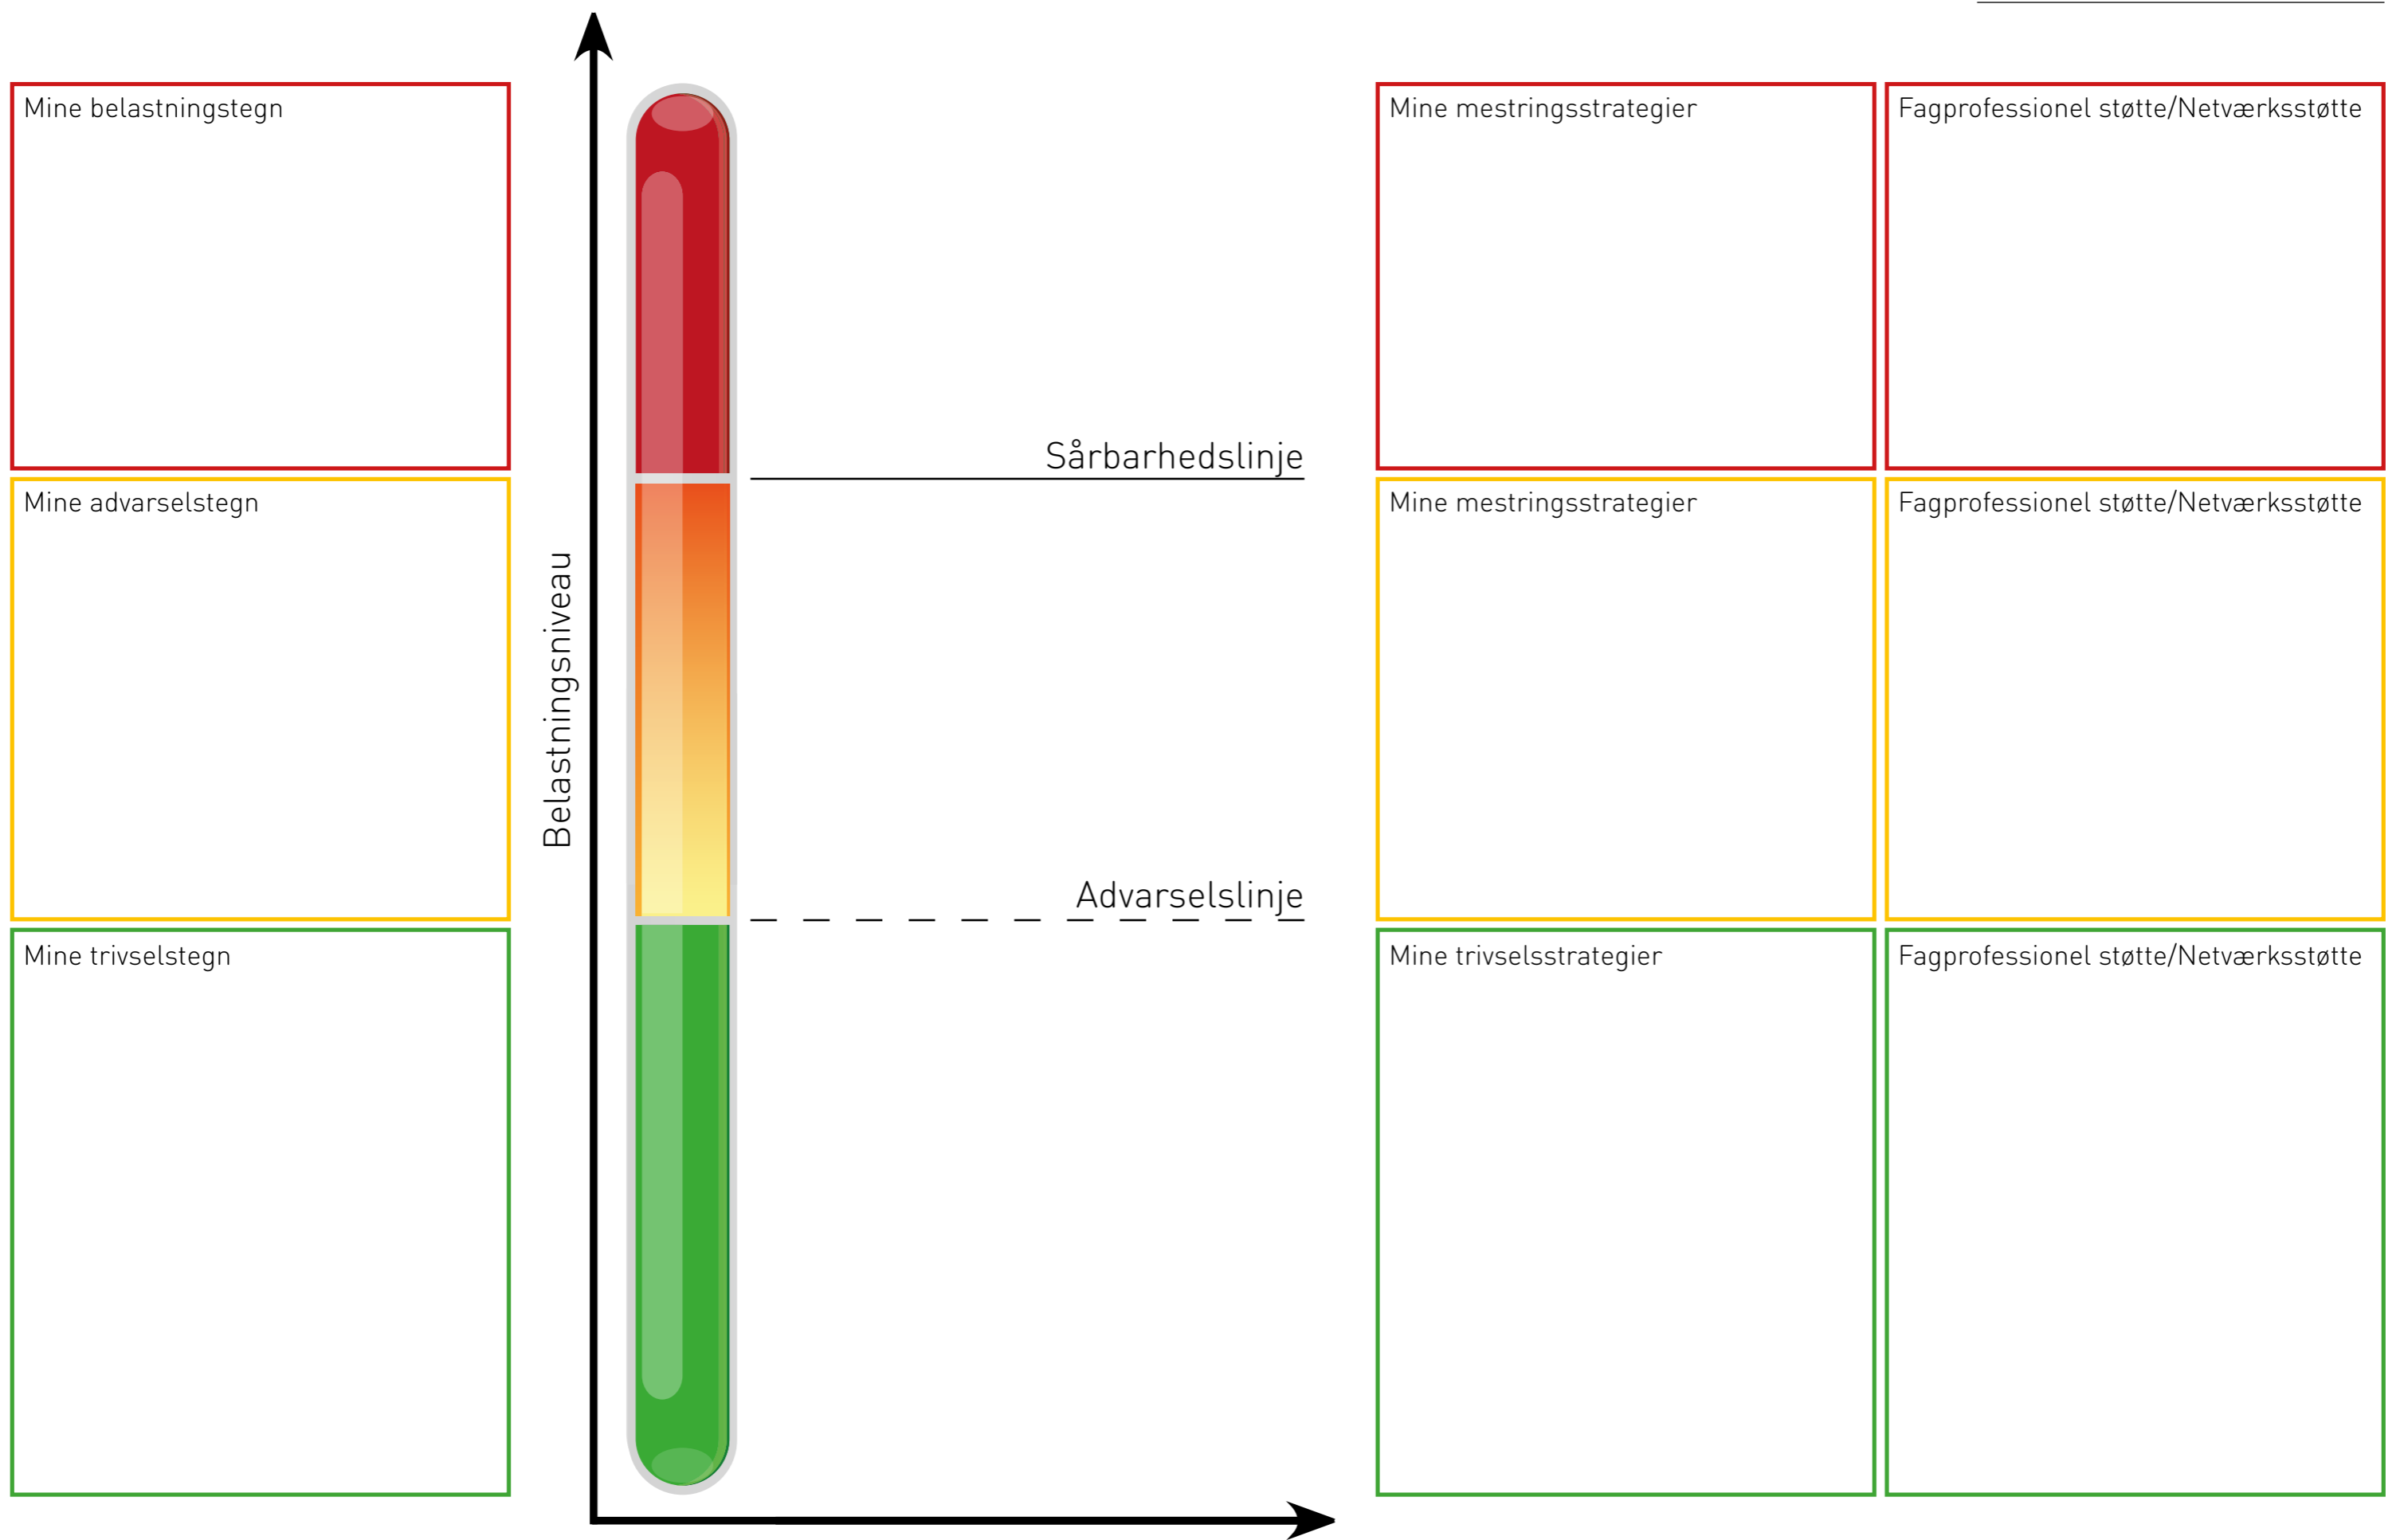 Mine belastningstegn
Mine mestringsstrategier
Fagprofessionel støtte/Netværksstøtte
Sårbarhedslinje
Mine advarselstegn
Mine mestringsstrategier
Fagprofessionel støtte/Netværksstøtte
Belastningsniveau
Advarselslinje
Mine trivselstegn
Mine trivselsstrategier
Fagprofessionel støtte/Netværksstøtte